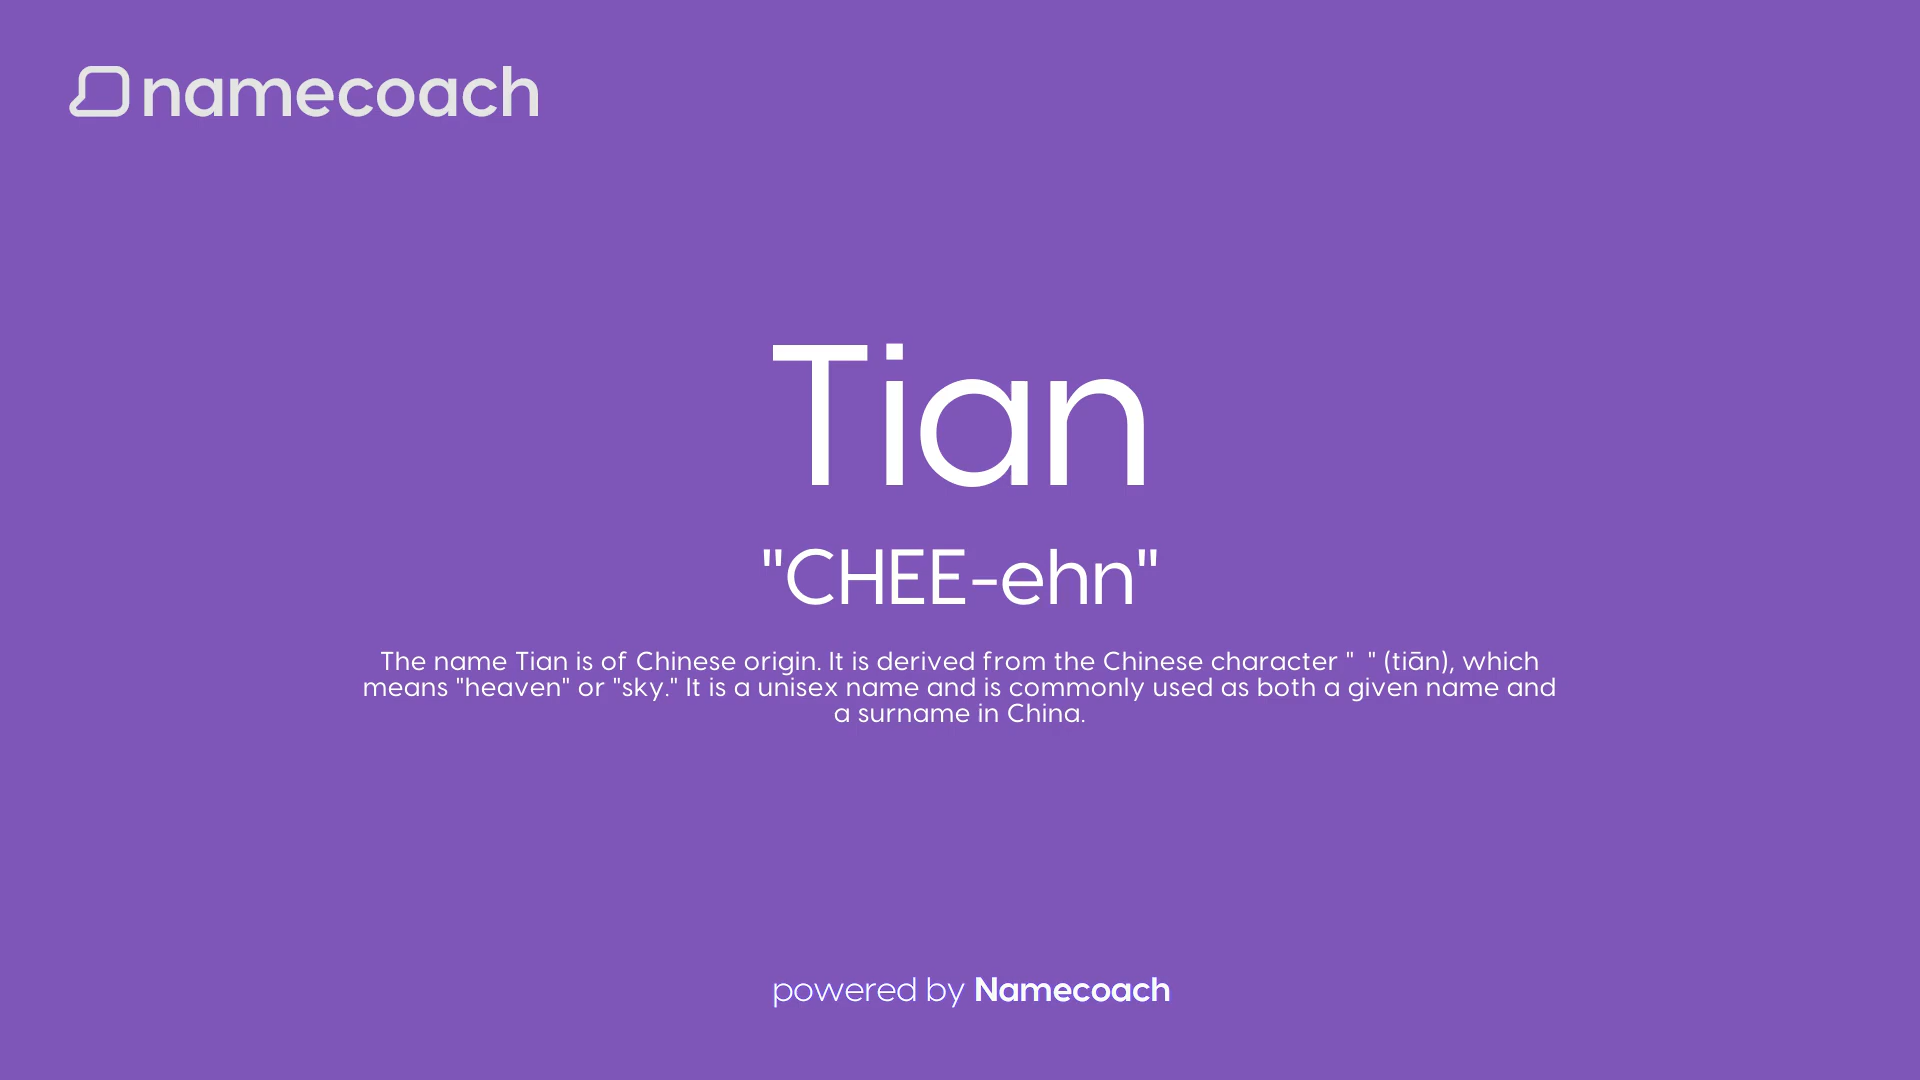 namecoach
Tian
"CHEE-ehn"
The name Tian is of Chinese origin. It is derived from the Chinese character " " (tiān), which
means "heaven" or "sky." It is a unisex name and is commonly used as both a given name and
a surname in China.
powered by Namecoach